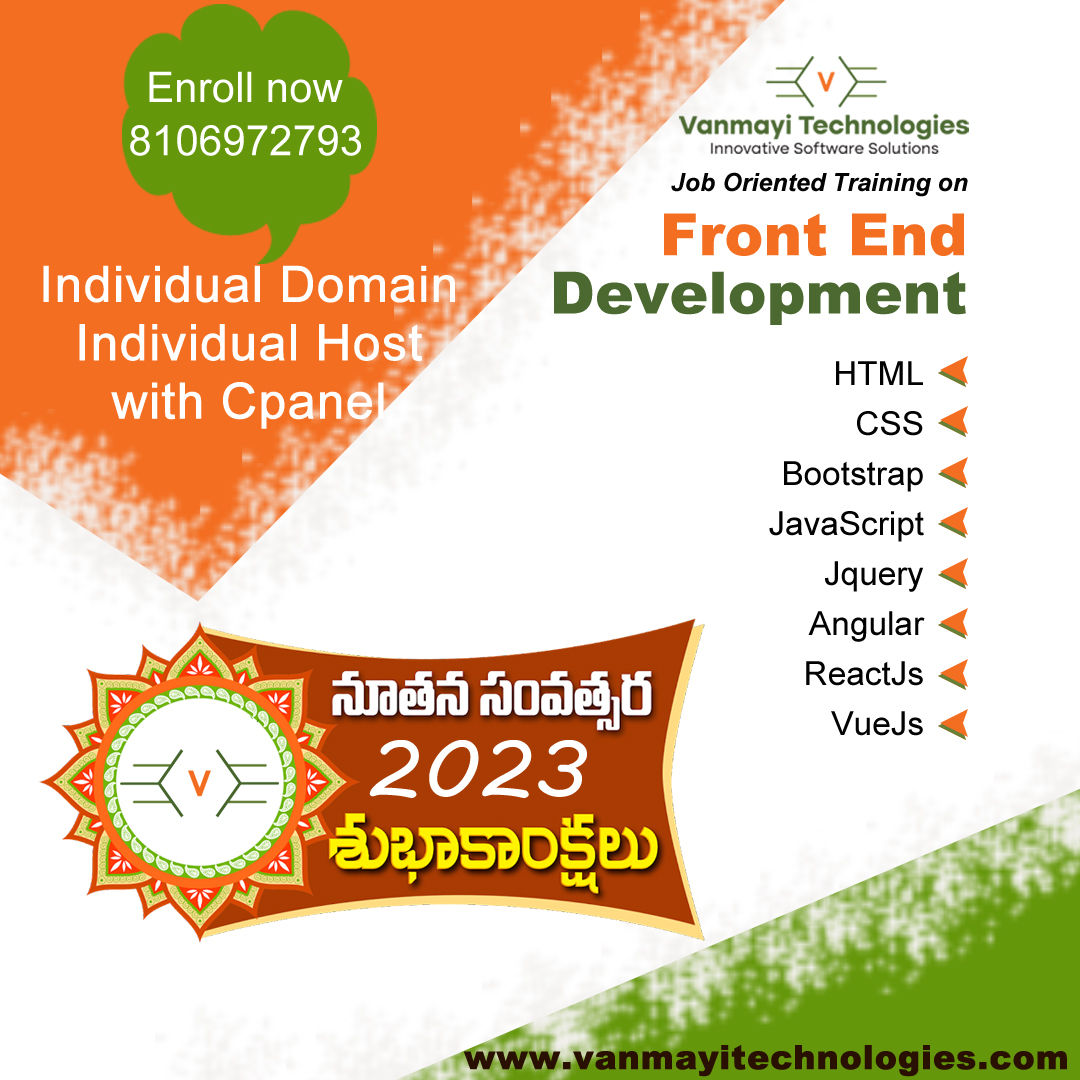 Enroll now
8106972793
Individual Domain
Individual Host
with Cpanel
V
Vanmayi Technologies
Innovative Software Solutions
Job Oriented Training on
Front End
Development
HTML
CSS
Bootstrap
JavaScript
Jquery
Angular
ReactJs
VueJs
V
నూతన సంవత్సర
2023
శుభాకాంక్షలు
www.vanmayitechnologies.com